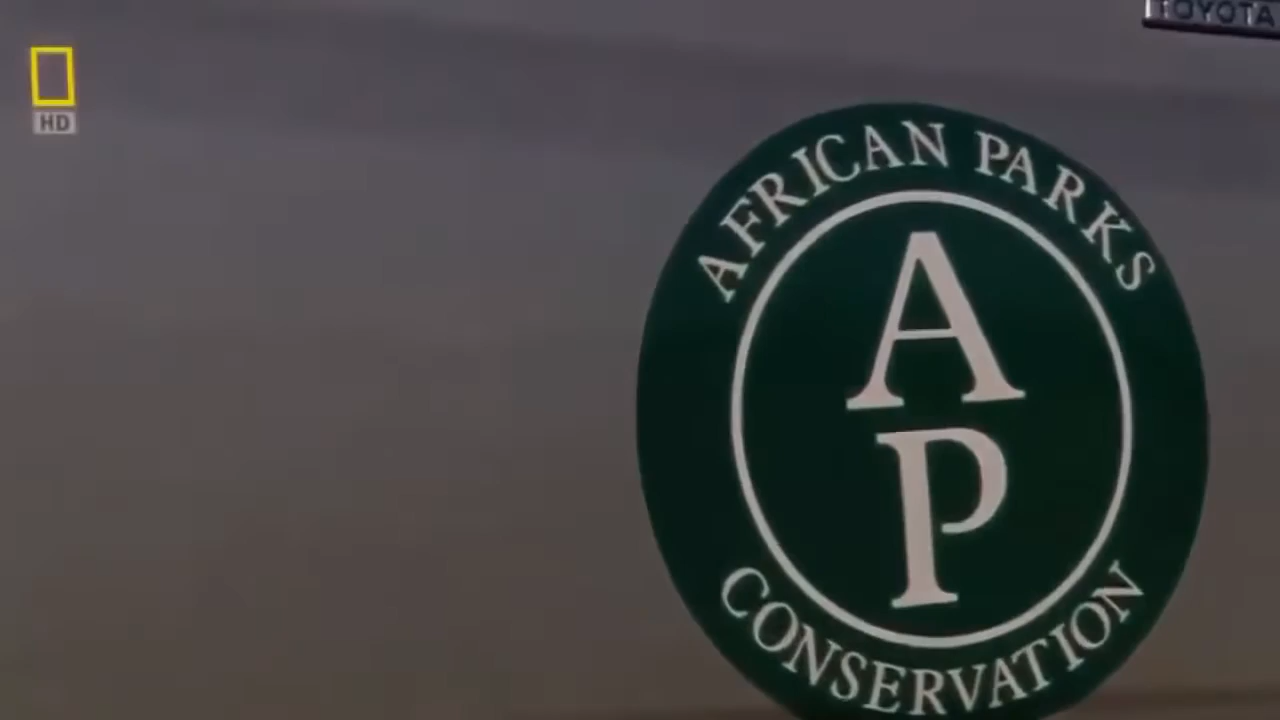 TOYOTA
HD
AFRICAN PARKS
A
P
CONSERVATION